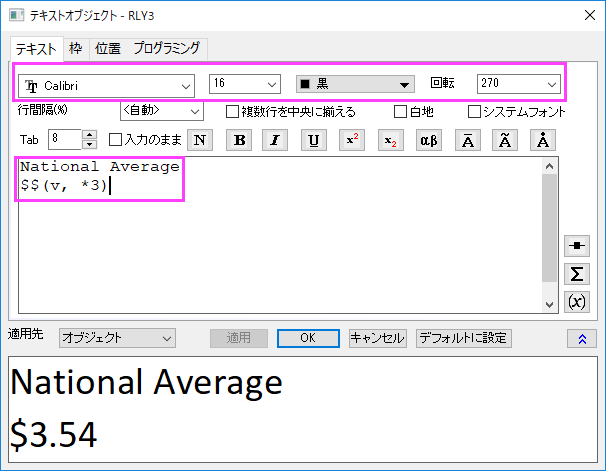 テキストオブジェクト - RLY3
テキスト 枠 位置 プログラミング
Calibri 16 黒 回転 270
行間隔(%) <自動> 複数行を中央に揃える 白地 システムフォント
Tab 8 入力のまま N B I U x² x₂ αβ Ā Ã Å
National Average
$$(v, *3)
Σ
(x)
適用先 オブジェクト 適用 OK キャンセル デフォルトに設定
National Average
$3.54